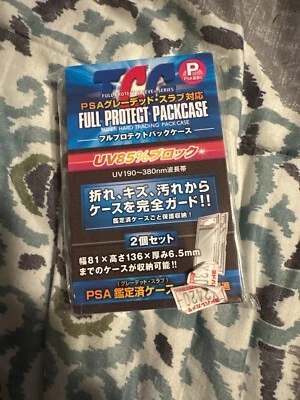 TCA
FULL PROTECT SLEEVE SERIES
P
PSAグレーデッド・スラブ対応
FULL PROTECT PACKCASE
SUPER HARD TRADING PACK CASE
フルプロテクトパックケース
UV85%ブロック
UV190〜380nm波長帯
折れ、キズ、汚れから
ケースを完全ガード!!
鑑定済ケースごと保護収納!
2個セット
幅81×高さ136×厚み6.5mm
までのケースが収納可能!!
[グレーデッド・スラブ]
PSA 鑑定済ケース